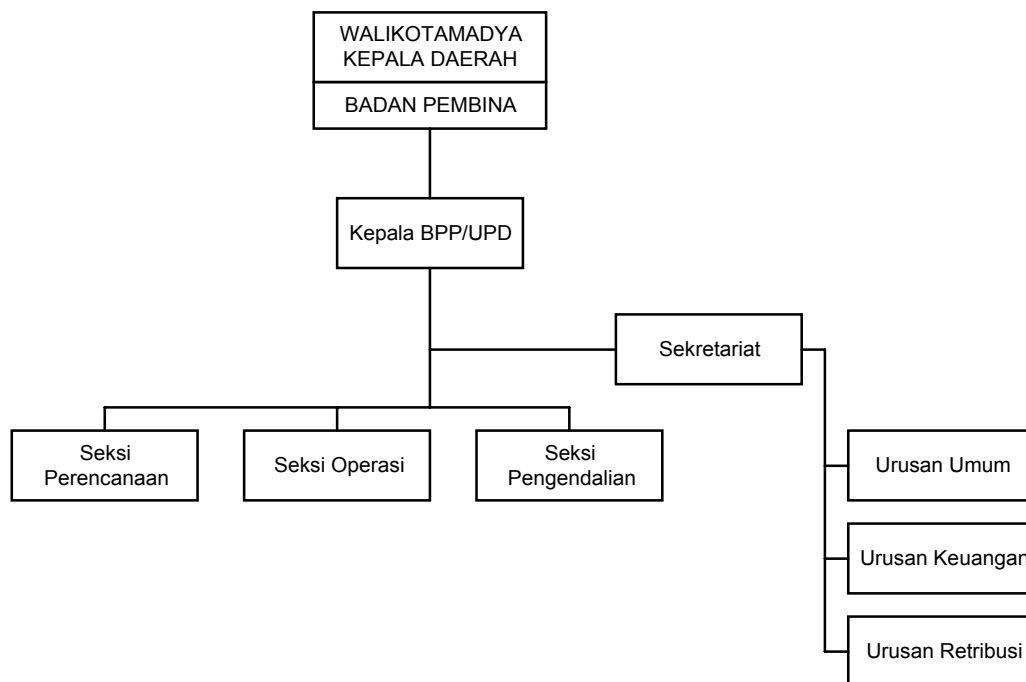 WALIKOTAMADYA
KEPALA DAERAH
BADAN PEMBINA
Kepala BPP/UPD
Sekretariat
Seksi
Perencanaan
Seksi Operasi
Seksi
Pengendalian
Urusan Umum
Urusan Keuangan
Urusan Retribusi